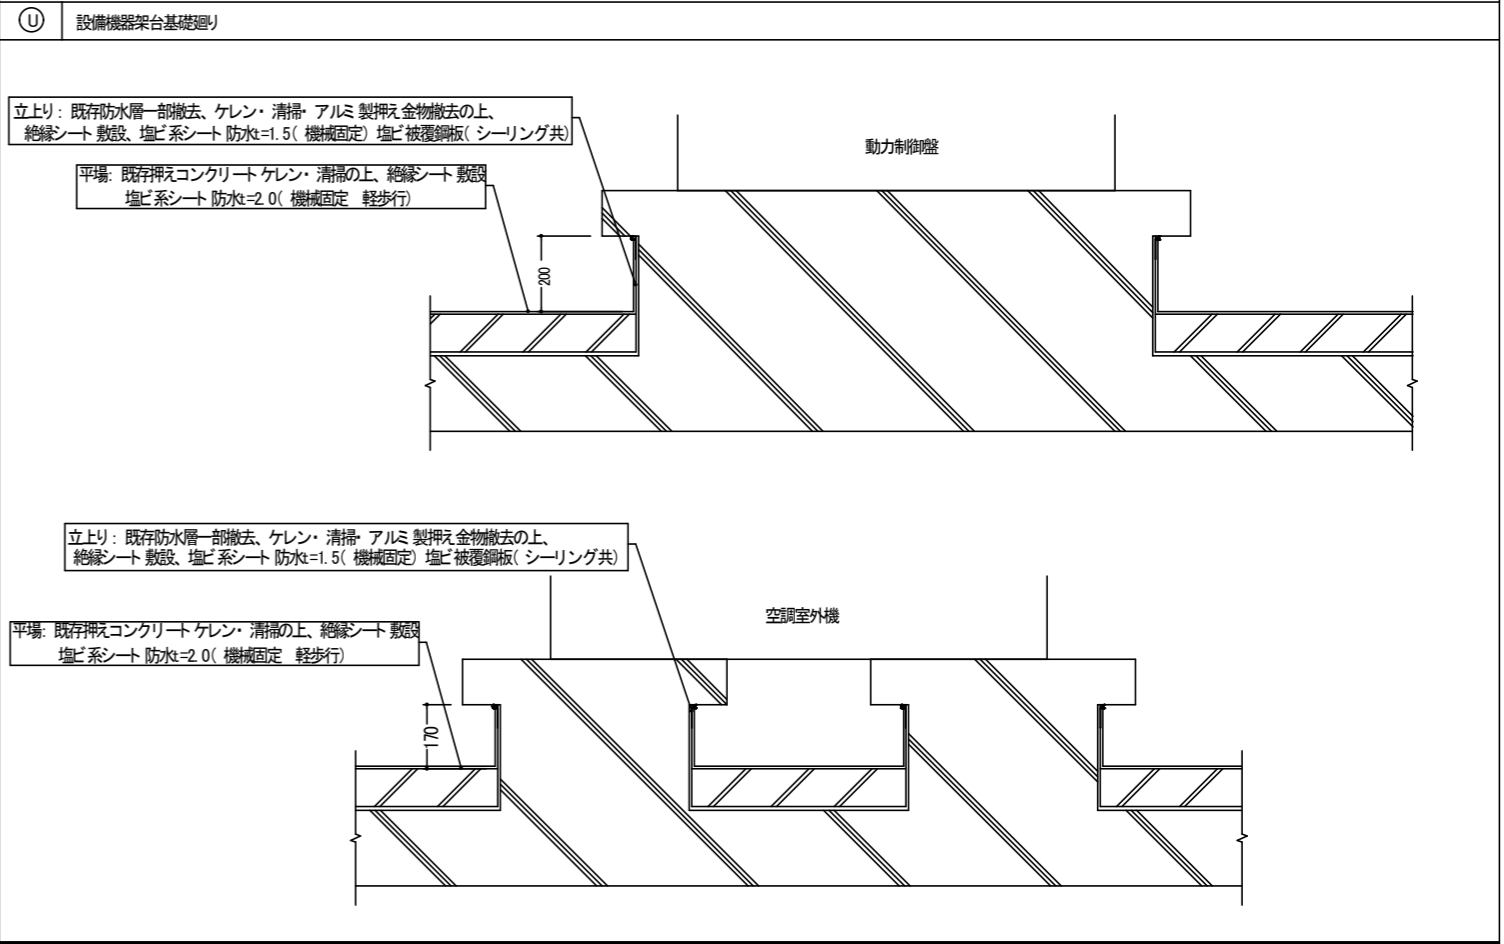 U 設備機器架台基礎廻り
立上り: 既存防水層一部撤去、ケレン・清掃・アルミ製押え金物撤去の上、
絶縁シート敷設、塩ビ系シート防水t=1.5(機械固定) 塩ビ被覆鋼板(シーリング共)
平場: 既存押えコンクリートケレン・清掃の上、絶縁シート敷設
塩ビ系シート防水t=2.0(機械固定 軽歩行)
動力制御盤
200
立上り: 既存防水層一部撤去、ケレン・清掃・アルミ製押え金物撤去の上、
絶縁シート敷設、塩ビ系シート防水t=1.5(機械固定) 塩ビ被覆鋼板(シーリング共)
平場: 既存押えコンクリートケレン・清掃の上、絶縁シート敷設
塩ビ系シート防水t=2.0(機械固定 軽歩行)
空調室外機
170